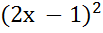 (2x − 1)²